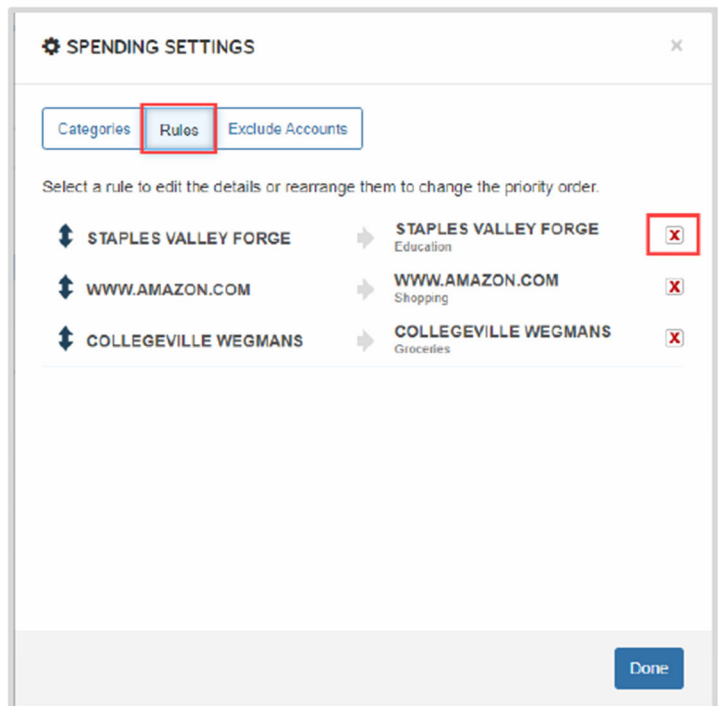 SPENDING SETTINGS
×
Categories Rules Exclude Accounts
Select a rule to edit the details or rearrange them to change the priority order.
STAPLES VALLEY FORGE STAPLES VALLEY FORGE X
Education
WWW.AMAZON.COM WWW.AMAZON.COM X
Shopping
COLLEGEVILLE WEGMANS COLLEGEVILLE WEGMANS X
Groceries
Done